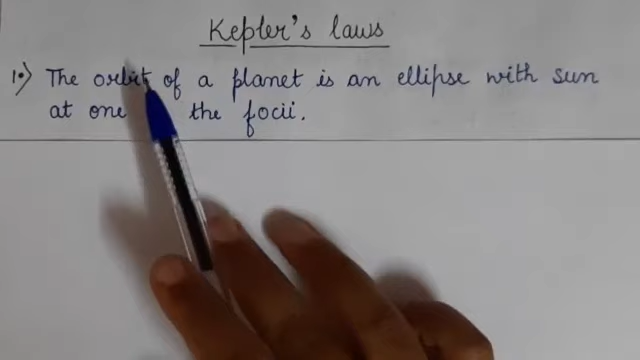 Kepler's laws
1.) The orbit of a planet is an ellipse with sun
at one the focii.